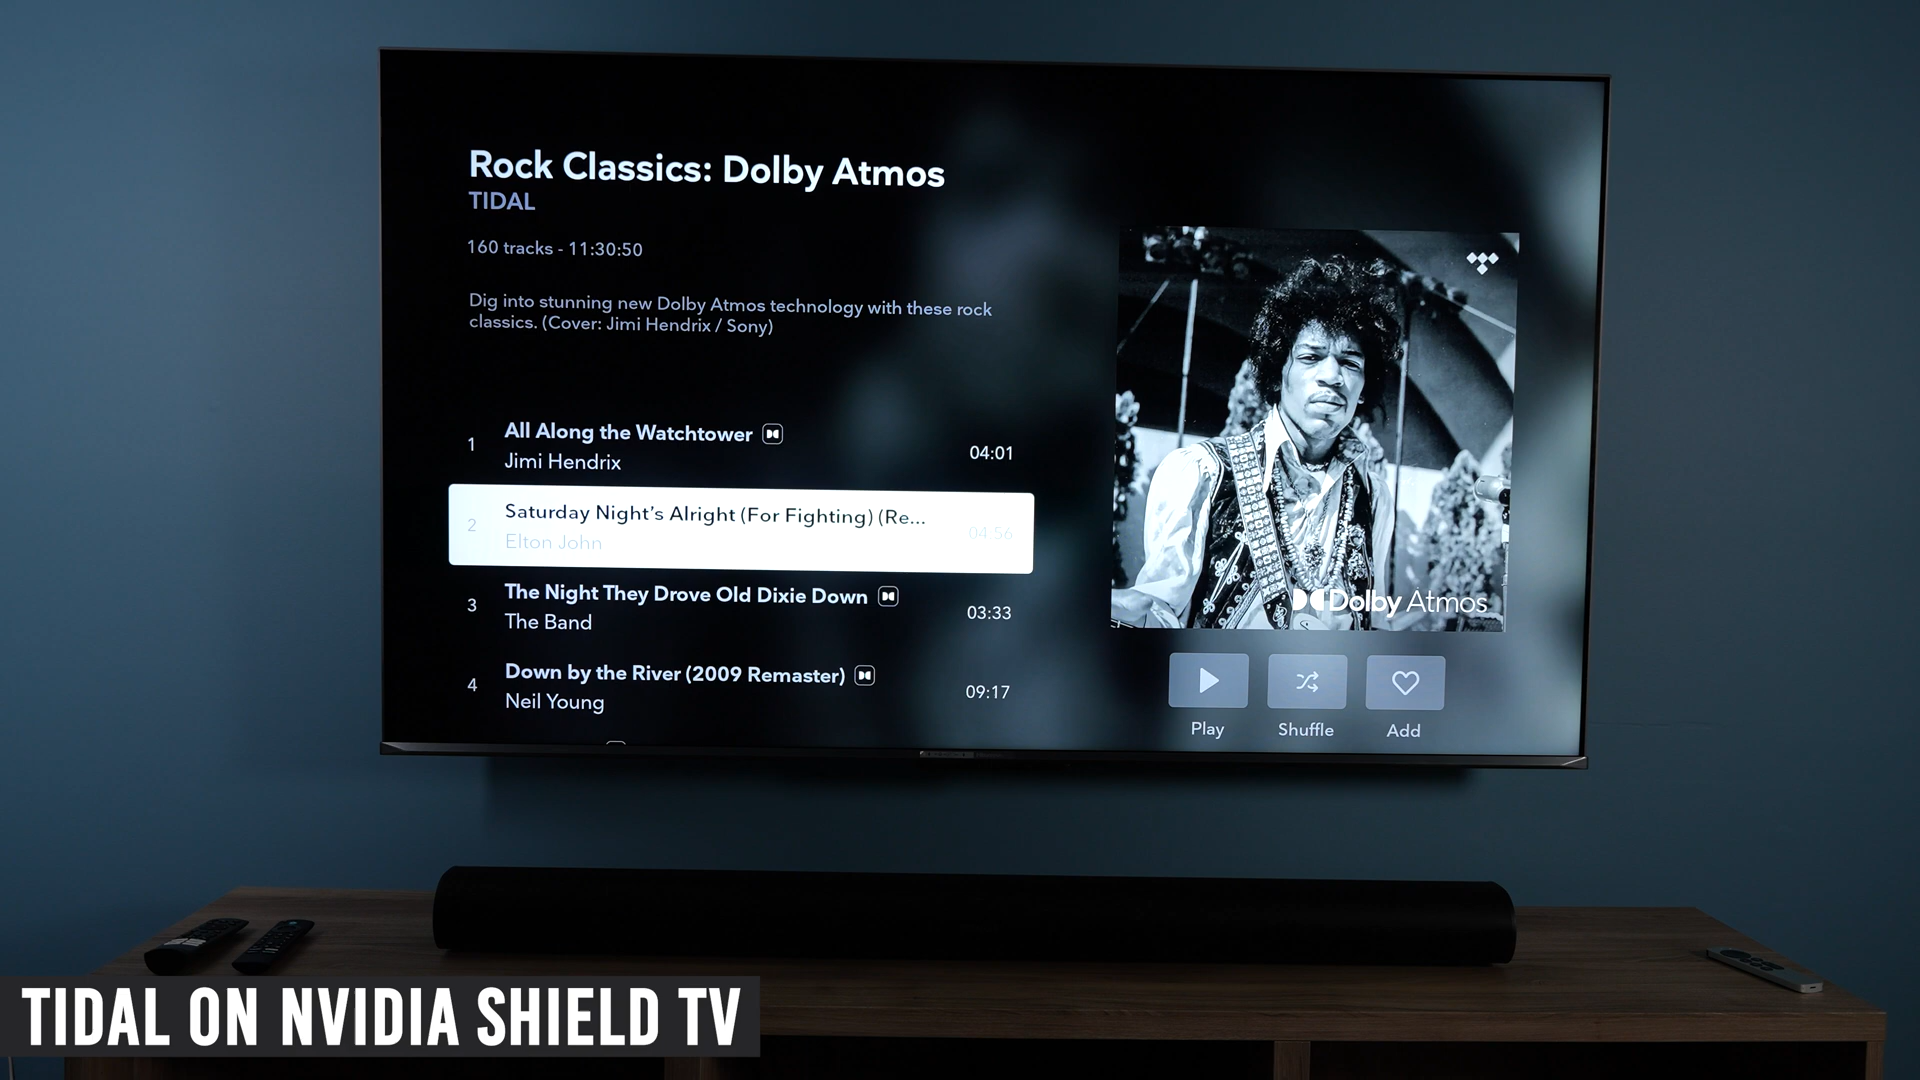 Rock Classics: Dolby Atmos
TIDAL
160 tracks - 11:30:50
Dig into stunning new Dolby Atmos technology with these rock
classics. (Cover: Jimi Hendrix / Sony)
1
All Along the Watchtower
Jimi Hendrix
04:01
2
Saturday Night's Alright (For Fighting) (Re...
Elton John
04:56
3
The Night They Drove Old Dixie Down
The Band
03:33
4
Down by the River (2009 Remaster)
Neil Young
09:17
Dolby Atmos
Play
Shuffle
Add
TIDAL ON NVIDIA SHIELD TV